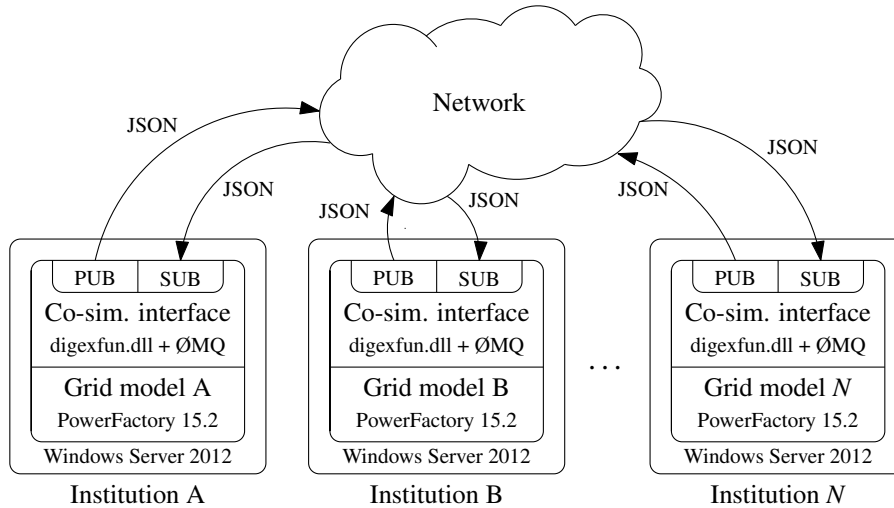 Network
JSON
JSON
JSON
JSON
JSON
JSON
PUB
SUB
Co-sim. interface
digexfun.dll + ØMQ
Grid model A
PowerFactory 15.2
Windows Server 2012
Institution A
PUB
SUB
Co-sim. interface
digexfun.dll + ØMQ
Grid model B
PowerFactory 15.2
Windows Server 2012
Institution B
...
PUB
SUB
Co-sim. interface
digexfun.dll + ØMQ
Grid model N
PowerFactory 15.2
Windows Server 2012
Institution N